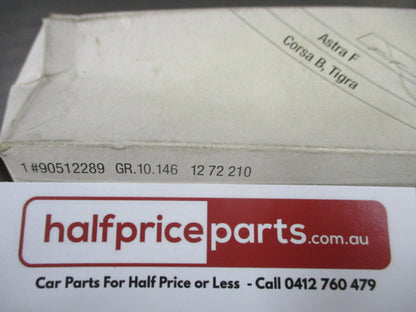 Astra F
Corsa B, Tigra
1 #90512289 GR.10.146 12 72 210
halfpriceparts.com.au
Car Parts For Half Price or Less - Call 0412 760 479